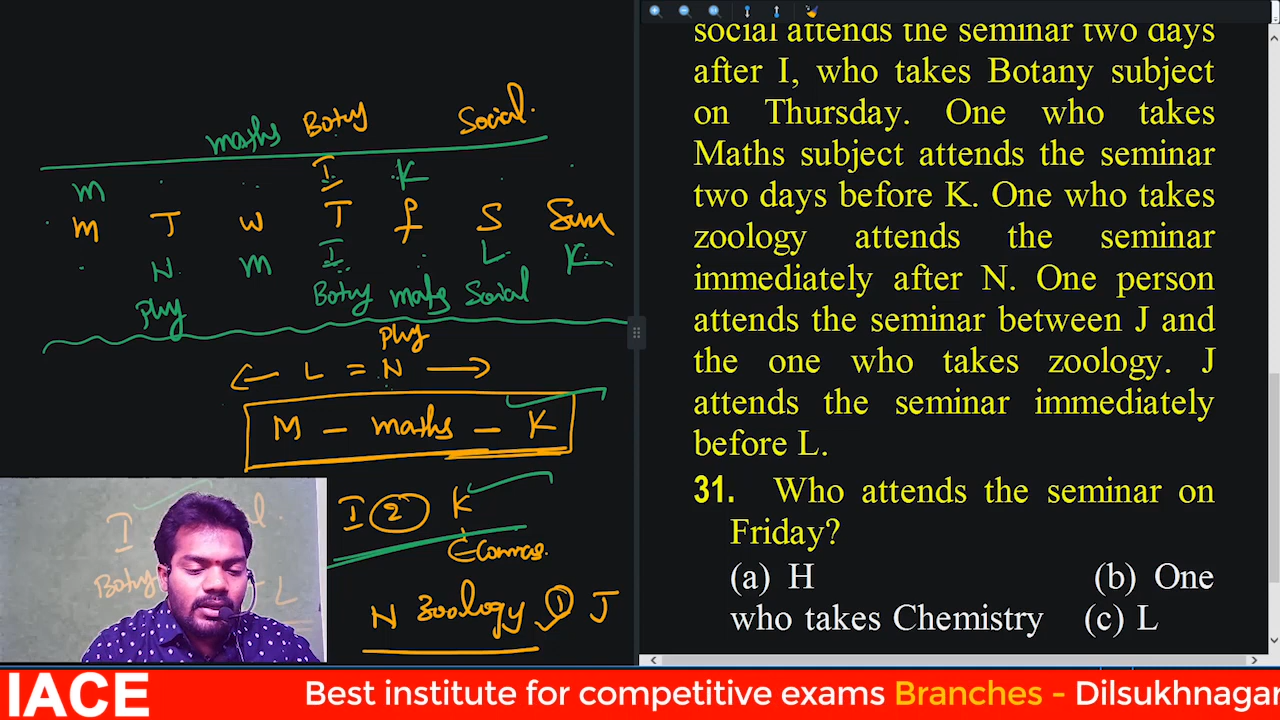 maths Botny Social.
M I K
M T W T f S Sun
N M I L K
Phy Botny maths Social
Phy
L = N
M - maths - K
I 2 K
Economics.
N Zoology 1 J
I
Botny L
social attends the seminar two days
after I, who takes Botany subject
on Thursday. One who takes
Maths subject attends the seminar
two days before K. One who takes
zoology attends the seminar
immediately after N. One person
attends the seminar between J and
the one who takes zoology. J
attends the seminar immediately
before L.
31. Who attends the seminar on
Friday?
(a) H (b) One
who takes Chemistry (c) L
IACE Best institute for competitive exams Branches - Dilsukhnagar